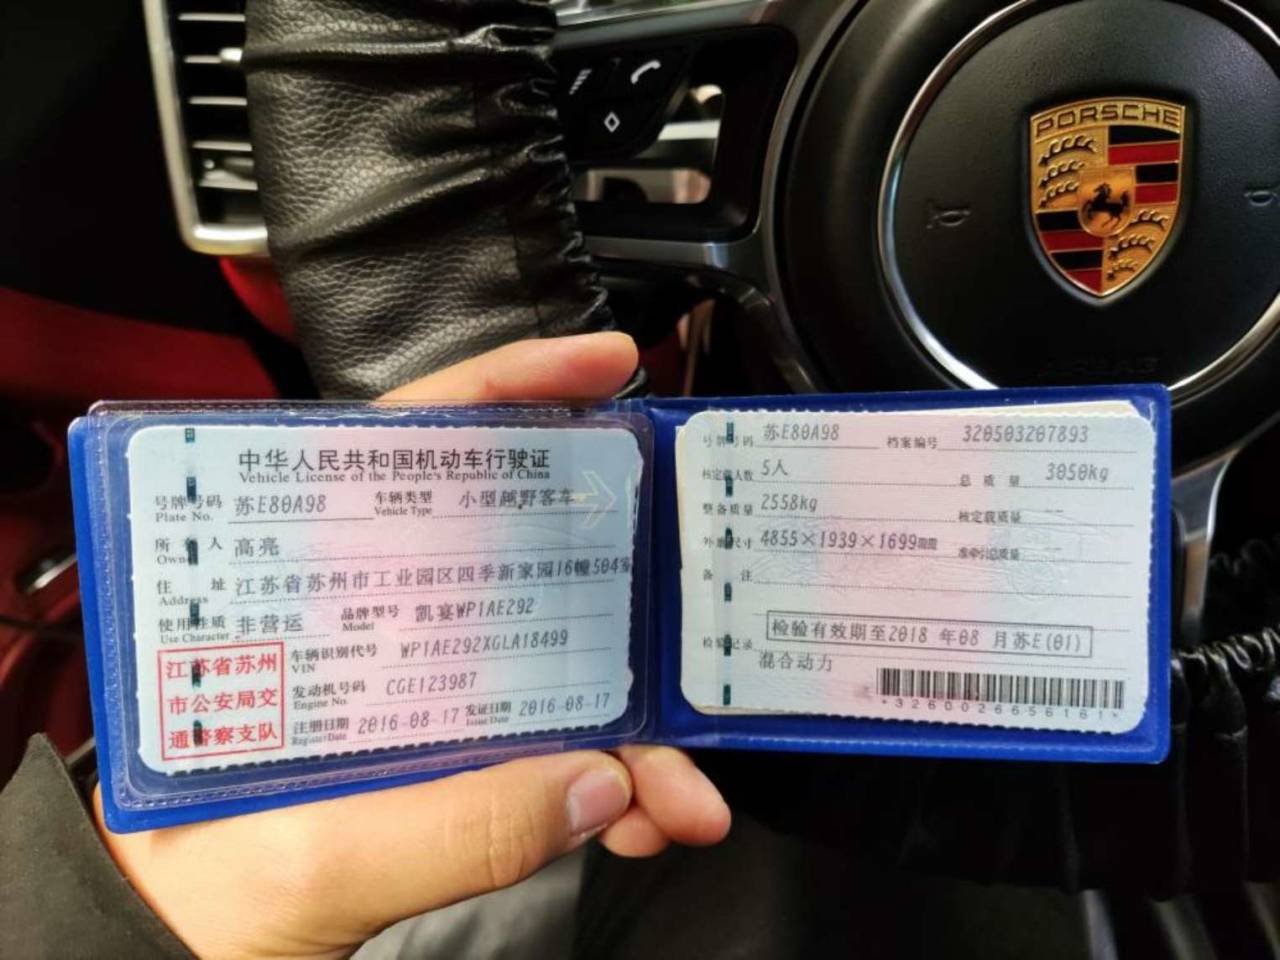 PORSCHE
中华人民共和国机动车行驶证
Vehicle License of the People's Republic of China
号牌号码 苏E80A98 车辆类型 小型越野客车
Plate No. Vehicle Type
所有人 高亮
Owner
住址 江苏省苏州市工业园区四季新家园16幢504室
Address
使用性质 非营运 品牌型号 凯宴WP1AE292
Use Character Model
江苏省苏州
市公安局交
通警察支队
车辆识别代号 WP1AE292XGLA18499
VIN
发动机号码 CGE123987
Engine No.
注册日期 2016-08-17 发证日期 2016-08-17
Register Date Issue Date
号牌号码 苏E80A98 档案编号 320503207893
核定载人数 5人 总质量 3050kg
整备质量 2558kg 核定载质量 --
外廓尺寸 4855×1939×1699mm 准牵引总质量 --
备注
检验有效期至2018年08月苏E(01)
检验记录
混合动力
*3260026656161*